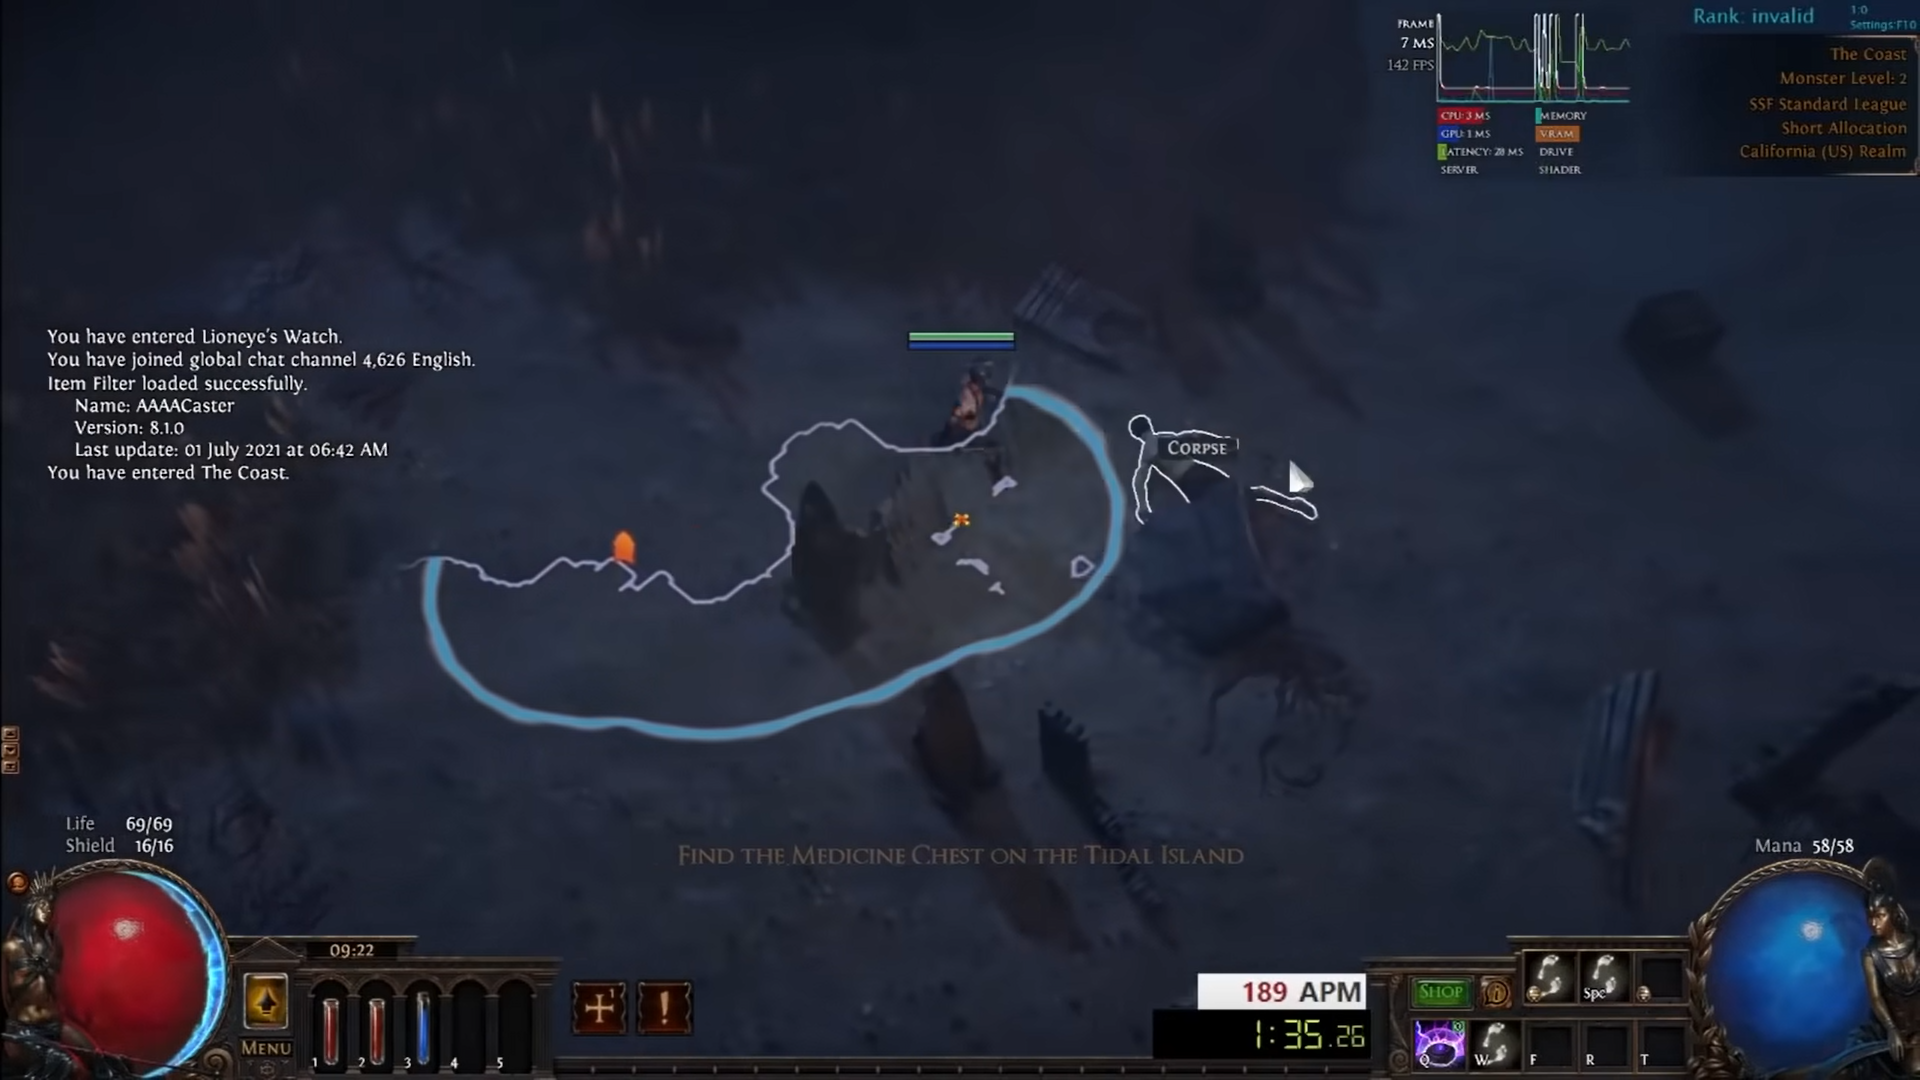 FRAME
7 MS
142 FPS
CPU: 3 MS
GPU: 1 MS
LATENCY: 28 MS
SERVER
MEMORY
VRAM
DRIVE
SHADER
Rank: invalid
1:0
Settings:F10
The Coast
Monster Level: 2
SSF Standard League
Short Allocation
California (US) Realm
You have entered Lioneye's Watch.
You have joined global chat channel 4,626 English.
Item Filter loaded successfully.
Name: AAAACaster
Version: 8.1.0
Last update: 01 July 2021 at 06:42 AM
You have entered The Coast.
CORPSE
FIND THE MEDICINE CHEST ON THE TIDAL ISLAND
Life 69/69
Shield 16/16
Mana 58/58
09:22
MENU
1 2 3 4 5
189 APM
1:35.26
SHOP
Spc
Q W F R T